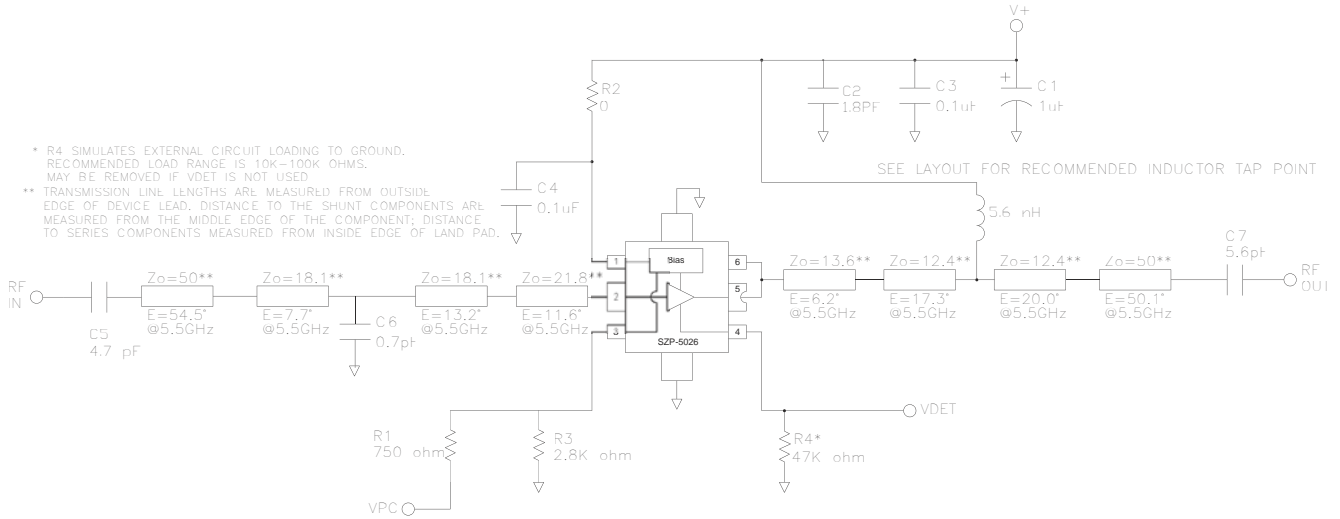 V+
R2
0
C2
1.8PF
C3
0.1uF
+
C1
1uF
* R4 SIMULATES EXTERNAL CIRCUIT LOADING TO GROUND.
RECOMMENDED LOAD RANGE IS 10K-100K OHMS.
MAY BE REMOVED IF VDET IS NOT USED
** TRANSMISSION LINE LENGTHS ARE MEASURED FROM OUTSIDE
EDGE OF DEVICE LEAD. DISTANCE TO THE SHUNT COMPONENTS ARE
MEASURED FROM THE MIDDLE EDGE OF THE COMPONENT; DISTANCE
TO SERIES COMPONENTS MEASURED FROM INSIDE EDGE OF LAND PAD.
C4
0.1uF
SEE LAYOUT FOR RECOMMENDED INDUCTOR TAP POINT
5.6 nH
C7
5.6pF
RF
IN
C5
4.7 pF
Zo=50**
E=54.5°
@5.5GHz
Zo=18.1**
E=7.7°
@5.5GHz
C6
0.7pF
Zo=18.1**
E=13.2°
@5.5GHz
Zo=21.8**
E=11.6°
@5.5GHz
1
2
3
Bias
6
5
4
SZP-5026
Zo=13.6**
E=6.2°
@5.5GHz
Zo=12.4**
E=17.3°
@5.5GHz
Zo=12.4**
E=20.0°
@5.5GHz
Zo=50**
E=50.1°
@5.5GHz
RF
OUT
R1
750 ohm
R3
2.8K ohm
VPC
VDET
R4*
47K ohm